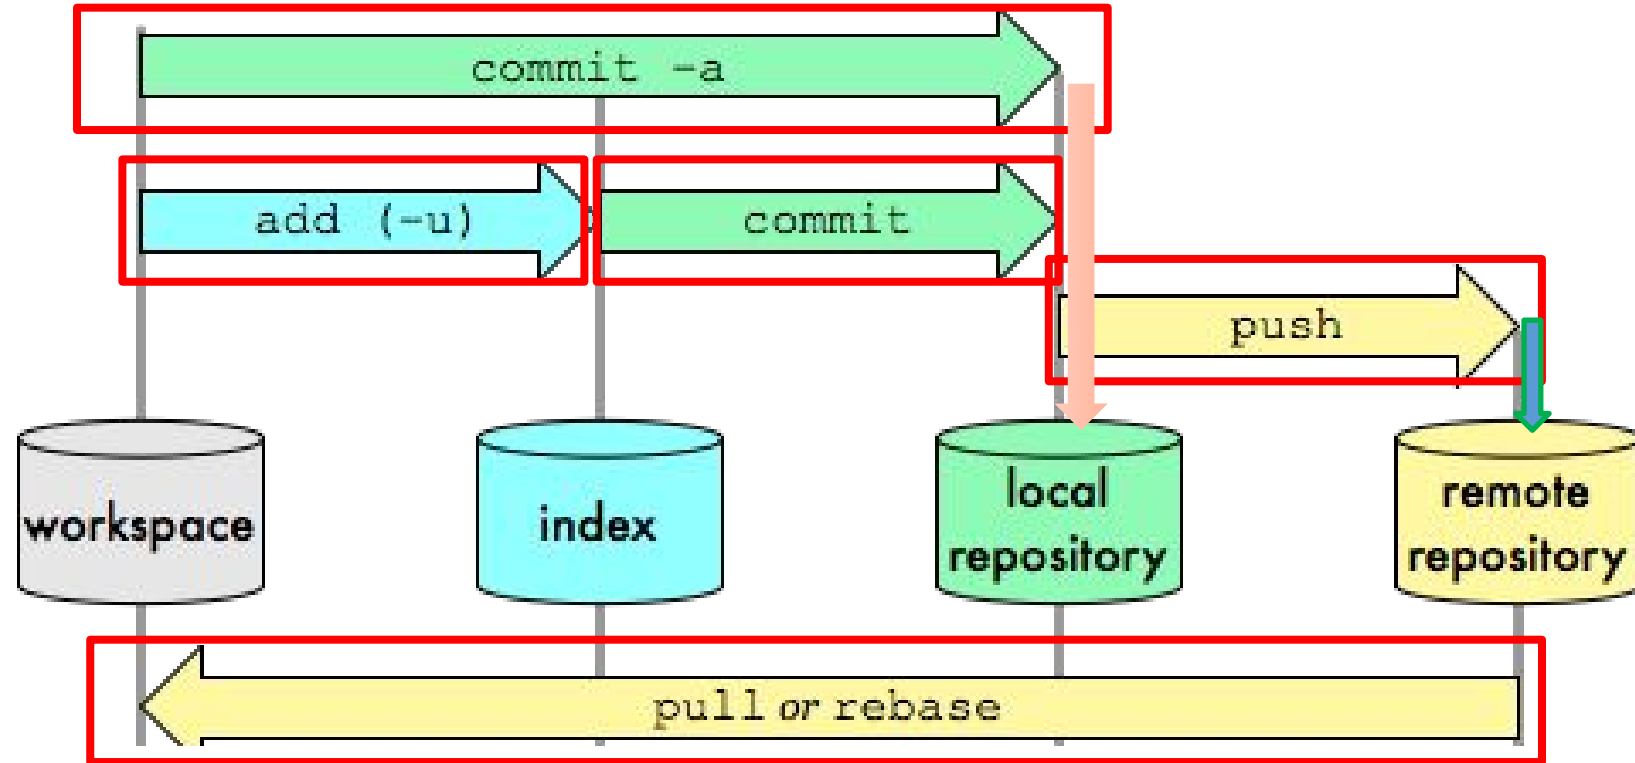 commit -a
add (-u)
commit
push
workspace
index
local
repository
remote
repository
pull or rebase